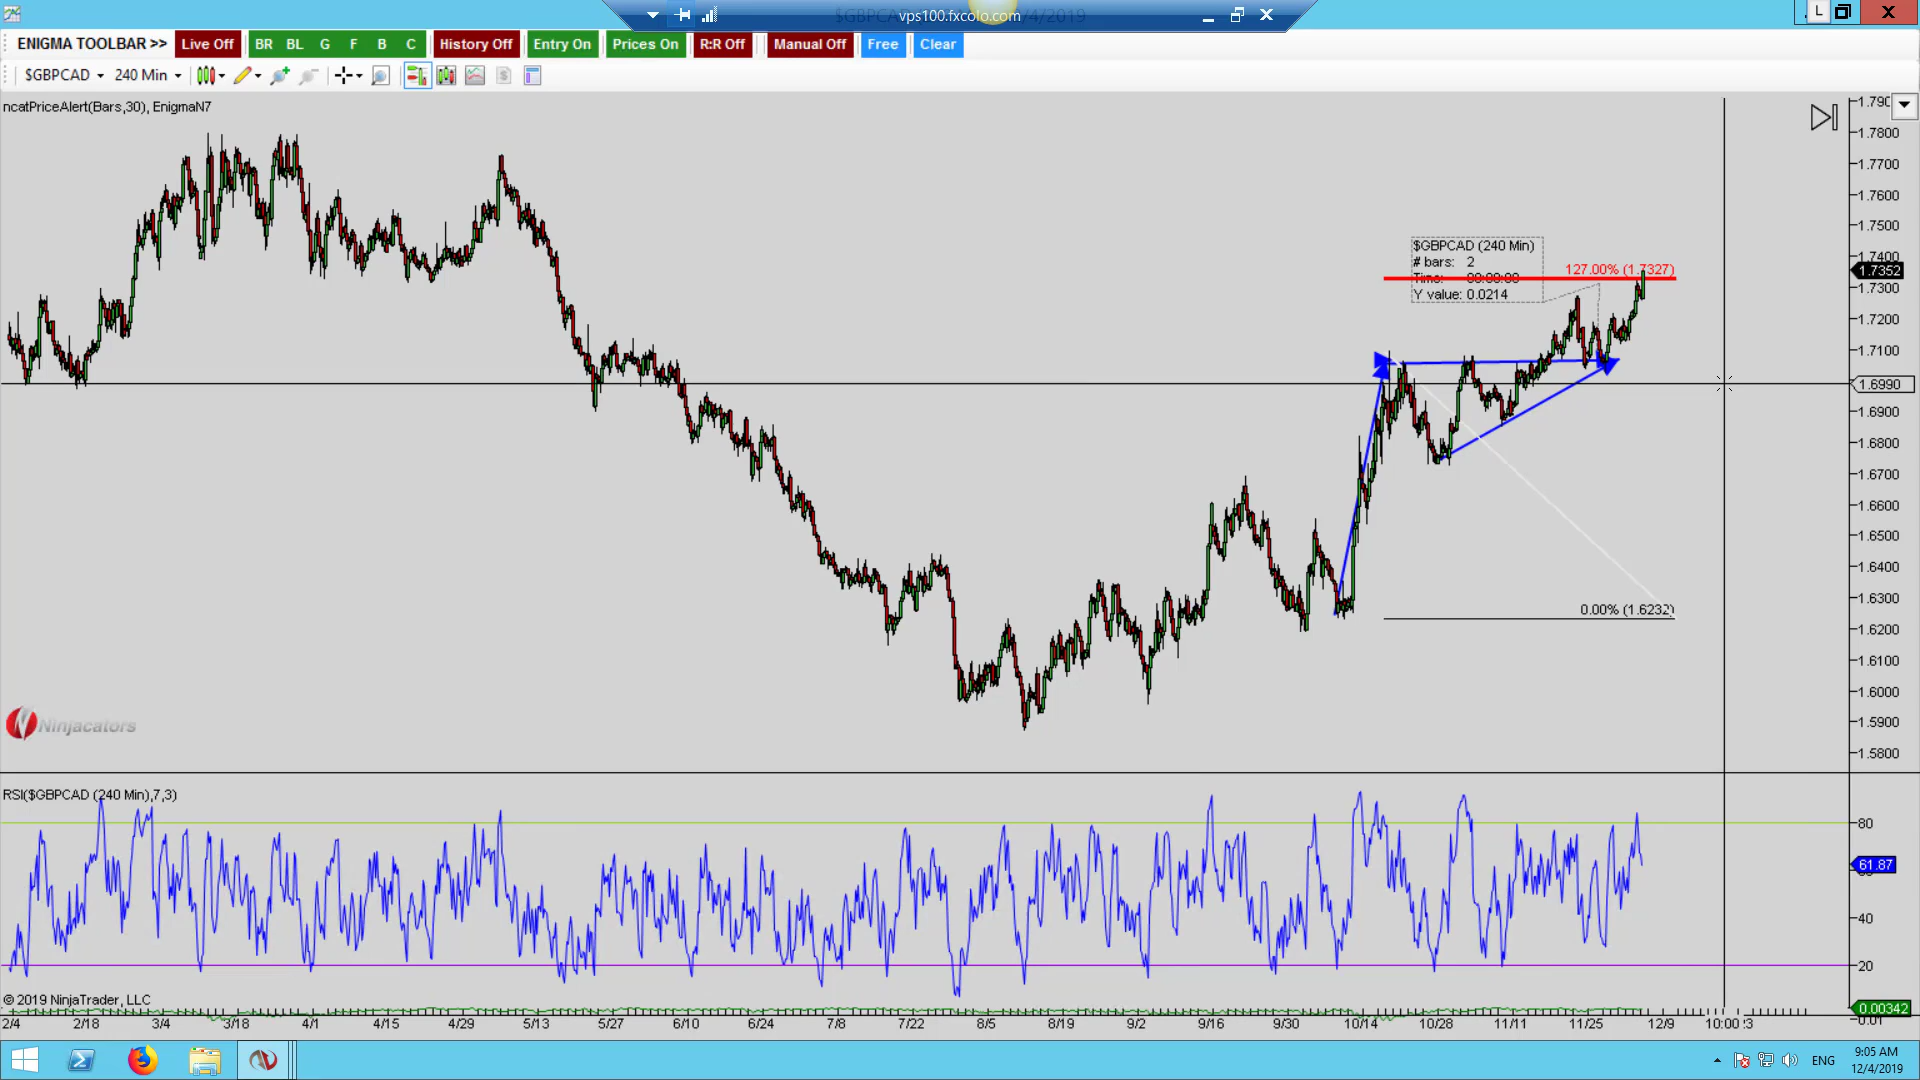 vps100.fxcolo.com
L
ENIGMA TOOLBAR >> Live Off BR BL G F B C History Off Entry On Prices On R:R Off Manual Off Free Clear
$GBPCAD 240 Min
ncatPriceAlert(Bars,30), EnigmaN7
1.7800
1.7700
1.7600
1.7500
1.7400
1.7352
1.7300
1.7200
1.7100
1.6990
1.6900
1.6800
1.6700
1.6600
1.6500
1.6400
1.6300
1.6200
1.6100
1.6000
1.5900
1.5800
$GBPCAD (240 Min)
# bars: 2
Time: 00:00:00
Y value: 0.0214
127.00% (1.7327)
0.00% (1.6232)
Ninjacators
RSI($GBPCAD (240 Min),7,3)
80
61.87
40
20
0.00342
© 2019 NinjaTrader, LLC
2/4 2/18 3/4 3/18 4/1 4/15 4/29 5/13 5/27 6/10 6/24 7/8 7/22 8/5 8/19 9/2 9/16 9/30 10/14 10/28 11/11 11/25 12/9 10:00
ENG
9:05 AM
12/4/2019